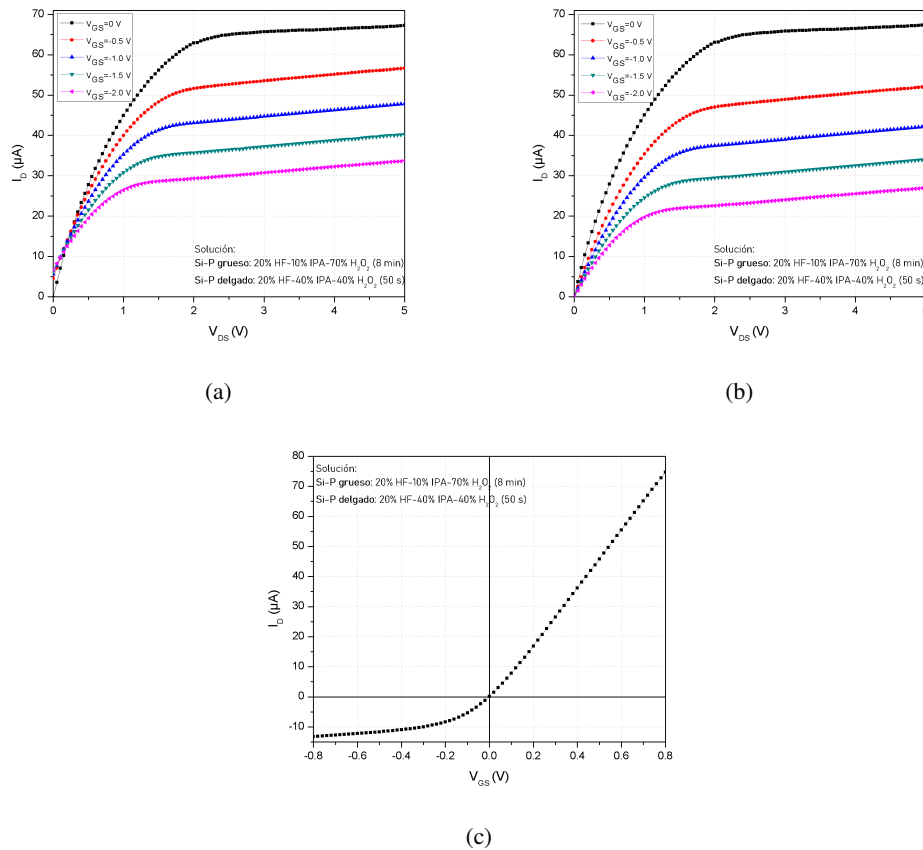 70
60
50
40
30
20
10
0
I_D (µA)
V_GS=0 V
V_GS=-0.5 V
V_GS=-1.0 V
V_GS=-1.5 V
V_GS=-2.0 V
Solución:
Si-P grueso: 20% HF-10% IPA-70% H₂O₂ (8 min)
Si-P delgado: 20% HF-40% IPA-40% H₂O₂ (50 s)
0 1 2 3 4 5
V_DS (V)
(a)
70
60
50
40
30
20
10
0
I_D (µA)
V_GS=0 V
V_GS=-0.5 V
V_GS=-1.0 V
V_GS=-1.5 V
V_GS=-2.0 V
Solución:
Si-P grueso: 20% HF-10% IPA-70% H₂O₂ (8 min)
Si-P delgado: 20% HF-40% IPA-40% H₂O₂ (50 s)
0 1 2 3 4
V_DS (V)
(b)
80
70
60
50
40
30
20
10
0
-10
I_D (µA)
Solución:
Si-P grueso: 20% HF-10% IPA-70% H₂O₂ (8 min)
Si-P delgado: 20% HF-40% IPA-40% H₂O₂ (50 s)
-0.8 -0.6 -0.4 -0.2 0.0 0.2 0.4 0.6 0.8
V_GS (V)
(c)